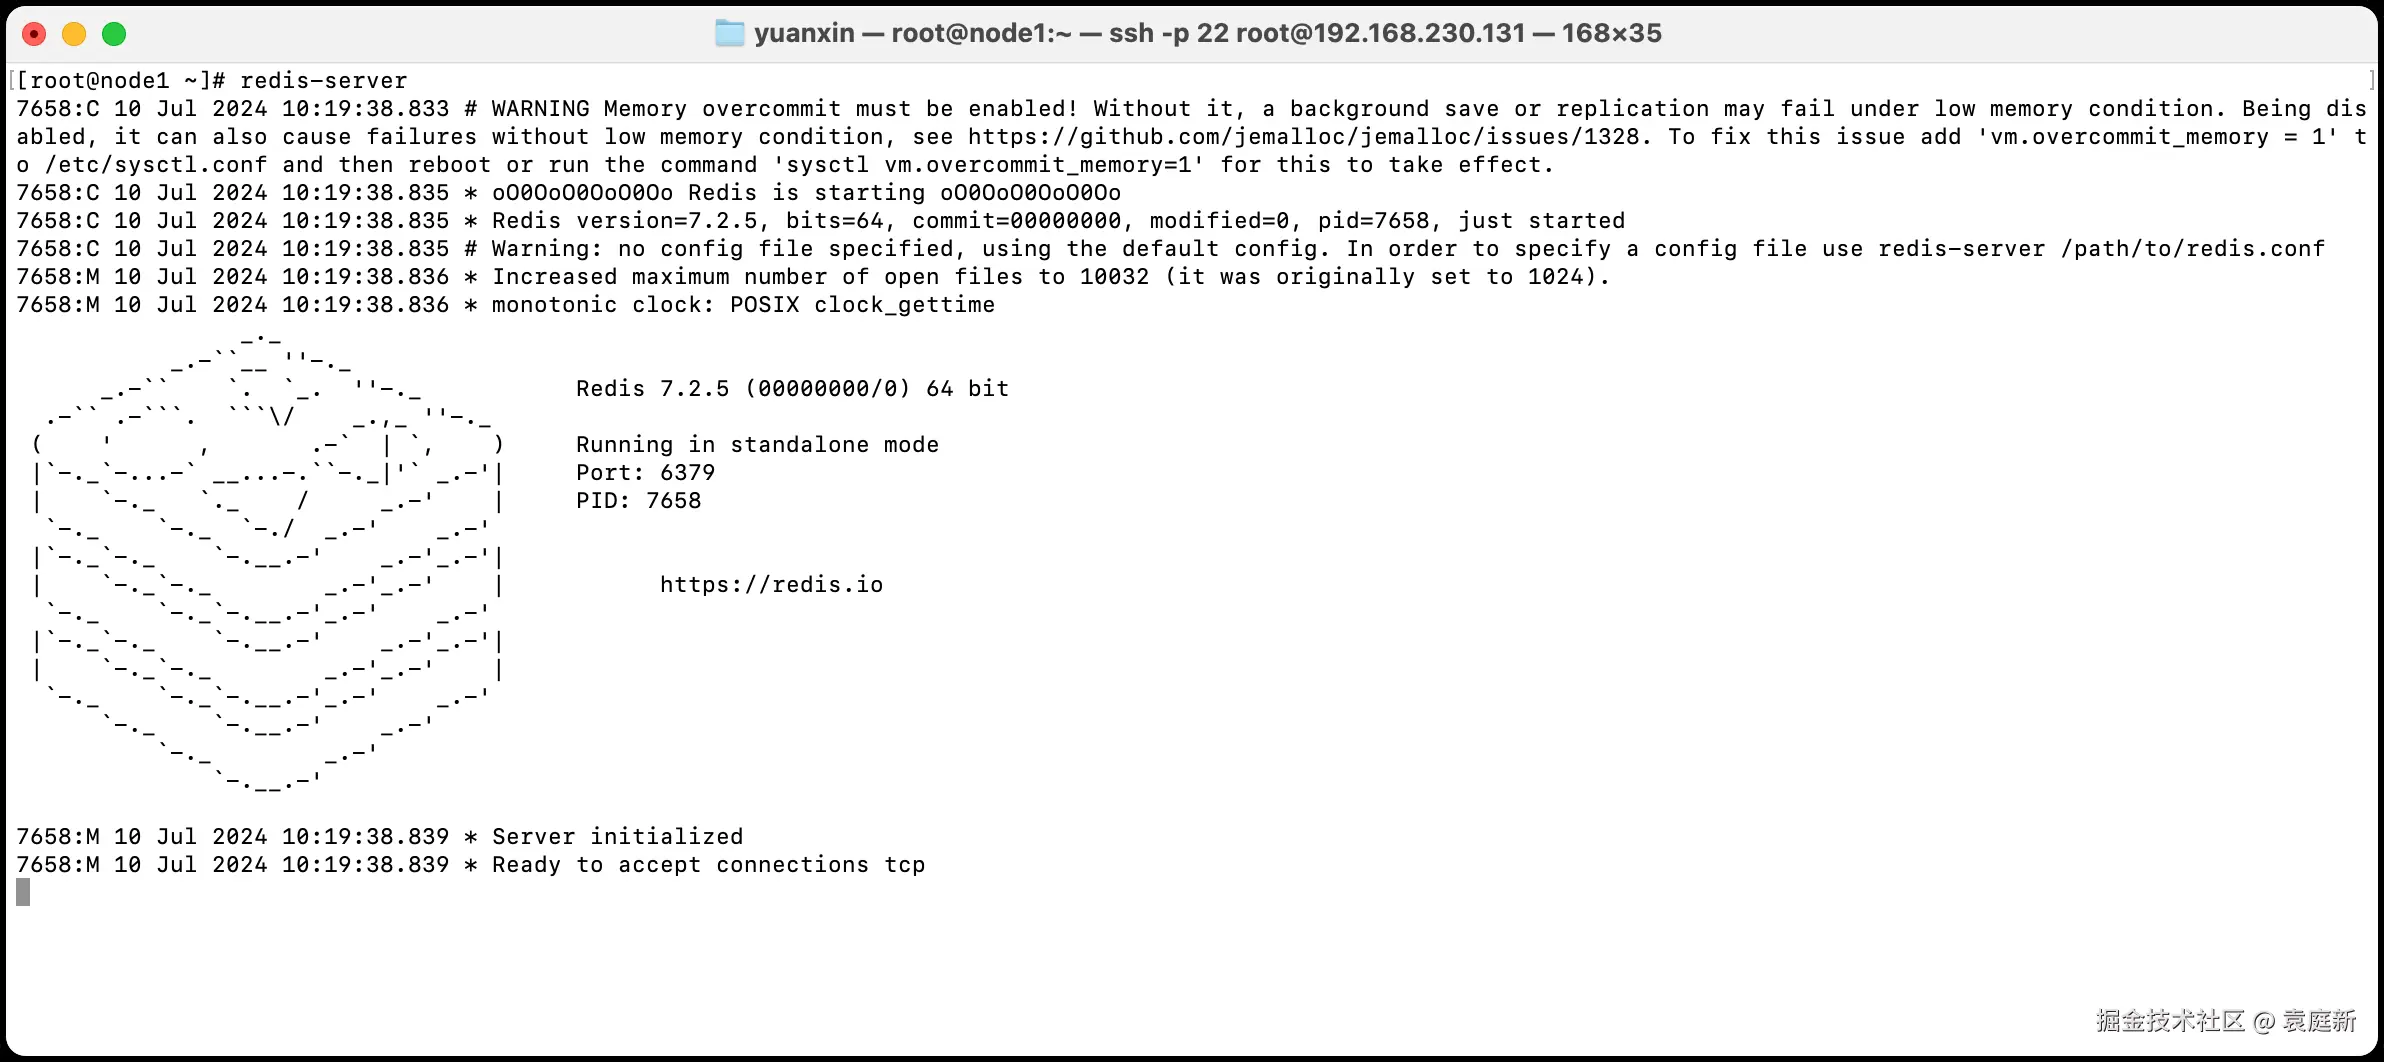 yuanxin — root@node1:~ — ssh -p 22 root@192.168.230.131 — 168×35
[[root@node1 ~]# redis-server ]
7658:C 10 Jul 2024 10:19:38.833 # WARNING Memory overcommit must be enabled! Without it, a background save or replication may fail under low memory condition. Being dis
abled, it can also cause failures without low memory condition, see https://github.com/jemalloc/jemalloc/issues/1328. To fix this issue add 'vm.overcommit_memory = 1' t
o /etc/sysctl.conf and then reboot or run the command 'sysctl vm.overcommit_memory=1' for this to take effect.
7658:C 10 Jul 2024 10:19:38.835 * oO0OoO0OoO0Oo Redis is starting oO0OoO0OoO0Oo
7658:C 10 Jul 2024 10:19:38.835 * Redis version=7.2.5, bits=64, commit=00000000, modified=0, pid=7658, just started
7658:C 10 Jul 2024 10:19:38.835 # Warning: no config file specified, using the default config. In order to specify a config file use redis-server /path/to/redis.conf
7658:M 10 Jul 2024 10:19:38.836 * Increased maximum number of open files to 10032 (it was originally set to 1024).
7658:M 10 Jul 2024 10:19:38.836 * monotonic clock: POSIX clock_gettime
Redis 7.2.5 (00000000/0) 64 bit
Running in standalone mode
Port: 6379
PID: 7658
https://redis.io
7658:M 10 Jul 2024 10:19:38.839 * Server initialized
7658:M 10 Jul 2024 10:19:38.839 * Ready to accept connections tcp
掘金技术社区 @ 袁庭新